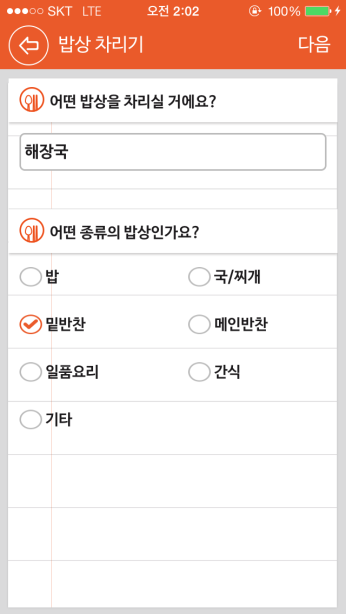 SKT LTE 오전 2:02 100%
밥상 차리기 다음
어떤 밥상을 차리실 거에요?
해장국
어떤 종류의 밥상인가요?
밥 국/찌개
밑반찬 메인반찬
일품요리 간식
기타